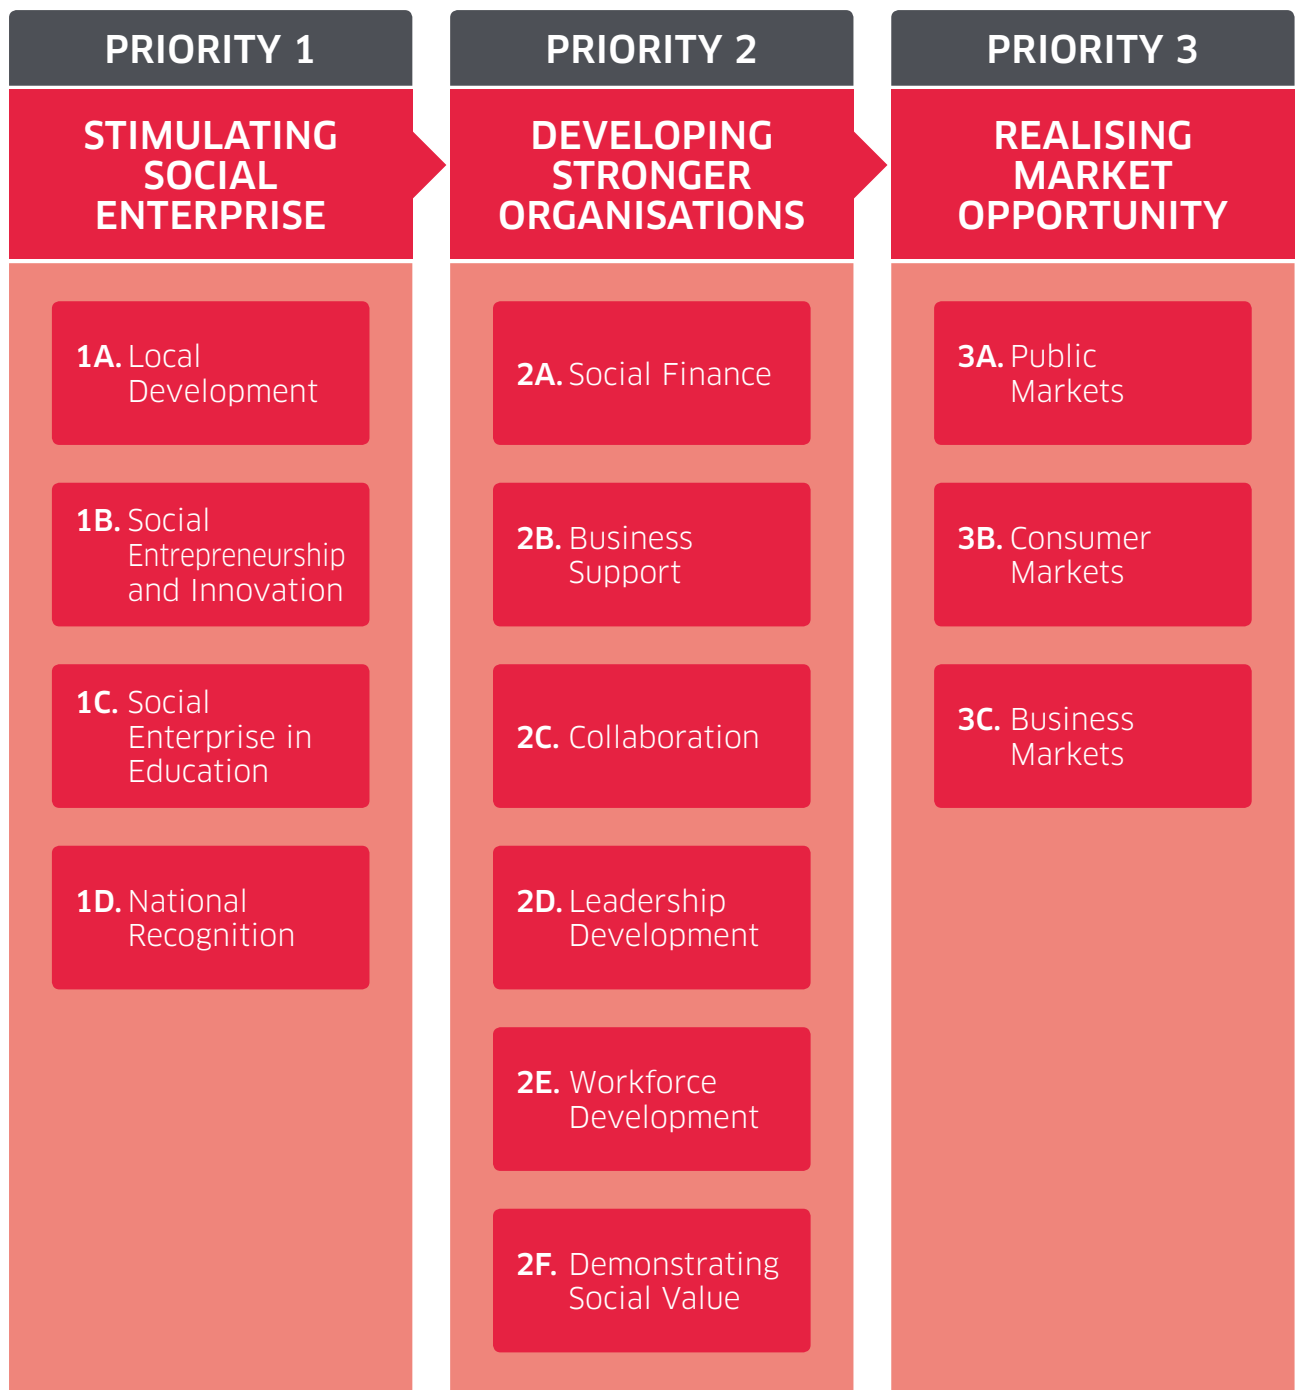 PRIORITY 1
STIMULATING
SOCIAL
ENTERPRISE
1A. Local
Development
1B. Social
Entrepreneurship
and Innovation
1C. Social
Enterprise in
Education
1D. National
Recognition
PRIORITY 2
DEVELOPING
STRONGER
ORGANISATIONS
2A. Social Finance
2B. Business
Support
2C. Collaboration
2D. Leadership
Development
2E. Workforce
Development
2F. Demonstrating
Social Value
PRIORITY 3
REALISING
MARKET
OPPORTUNITY
3A. Public
Markets
3B. Consumer
Markets
3C. Business
Markets